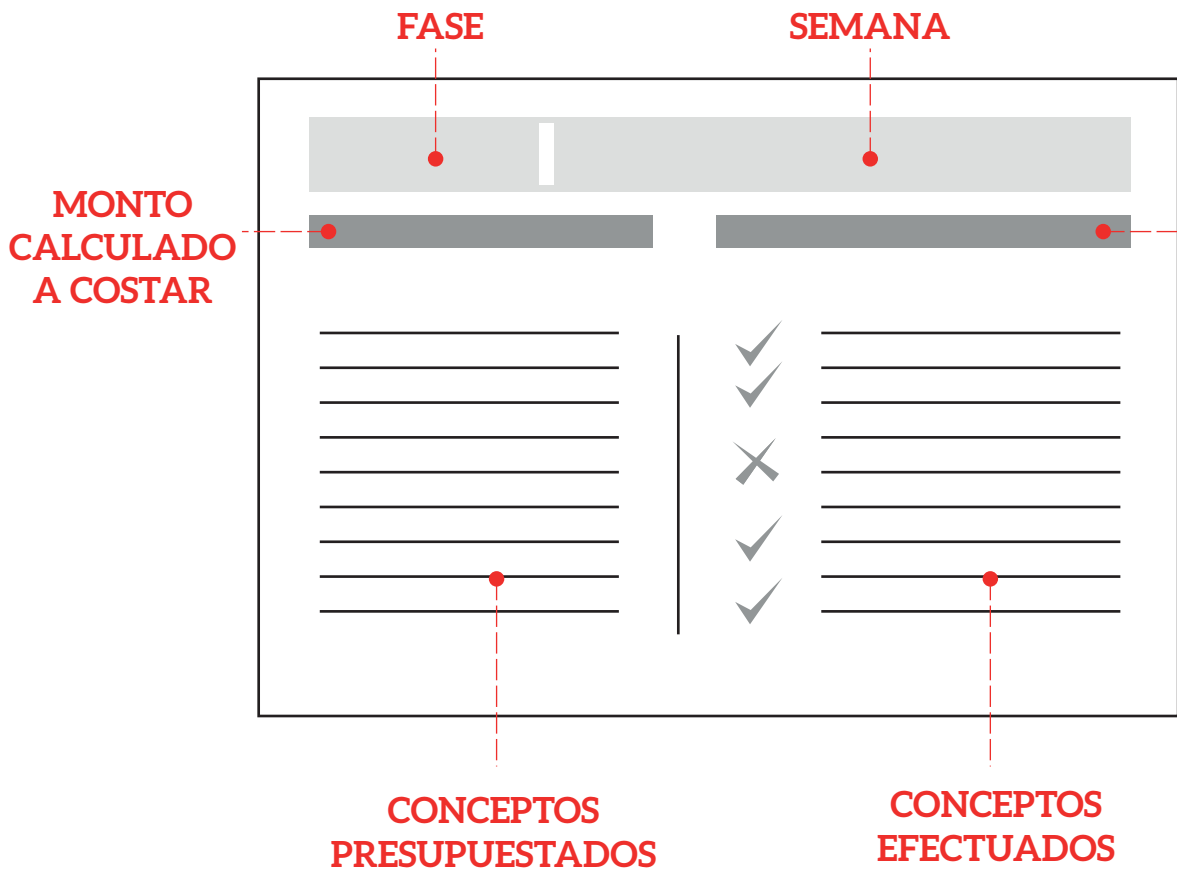 FASE
SEMANA
MONTO
CALCULADO
A COSTAR
CONCEPTOS
PRESUPUESTADOS
CONCEPTOS
EFECTUADOS